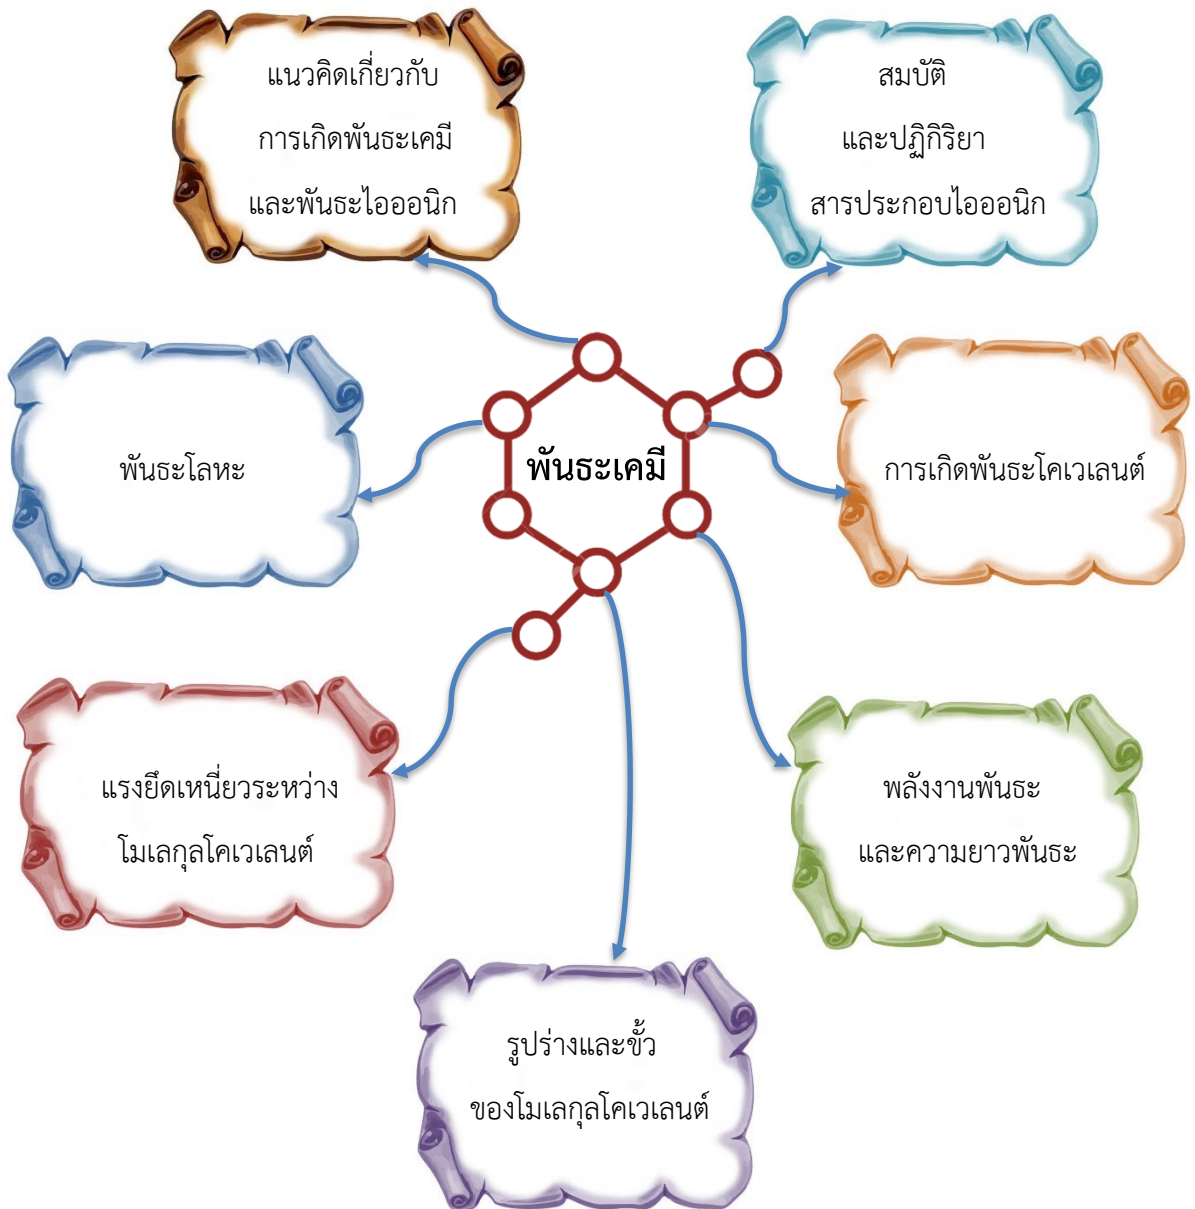 แนวคิดเกี่ยวกับ
การเกิดพันธะเคมี
และพันธะไอออนิก
สมบัติ
และปฏิกิริยา
สารประกอบไอออนิก
พันธะโลหะ
พันธะเคมี
การเกิดพันธะโคเวเลนต์
แรงยึดเหนี่ยวระหว่าง
โมเลกุลโคเวเลนต์
พลังงานพันธะ
และความยาวพันธะ
รูปร่างและขั้ว
ของโมเลกุลโคเวเลนต์